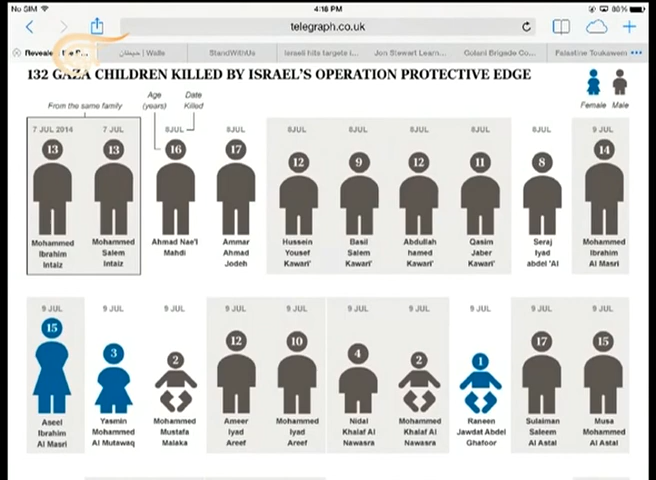 No SIM
4:16 PM
80%
telegraph.co.uk
Revealed: the P...
Walls
StandWithUs
Israeli hits targets i...
Jon Stewart Learn...
Golani Brigade Co...
Palestine Toukawem
132 GAZA CHILDREN KILLED BY ISRAEL'S OPERATION PROTECTIVE EDGE
From the same family
Age (years)
Date Killed
Female Male
7 JUL 2014 7 JUL 8JUL 8JUL 8JUL 8JUL 8JUL 8JUL 8JUL 9 JUL
13 13 16 17 12 9 12 11 8 14
Mohammed Mohammed Ahmad Nae'l Ammar Hussein Basil Abdullah Qasim Seraj Mohammed
Ibrahim Salem Mahdi Ahmad Yousef Salem hamed Jaber Iyad Ibrahim
Intaiz Intaiz Jodeh Kawari' Kawari' Kawari' Kawari' abdel 'Al Al Masri
9 JUL 9 JUL 9 JUL 9 JUL 9 JUL 9 JUL 9 JUL 9 JUL 9 JUL 9 JUL
15 3 2 12 10 4 2 1 17 15
Aseel Yasmin Mohammed Ameer Mohammed Nidal Mohammed Raneen Sulaiman Musa
Ibrahim Mohammed Mustafa Iyad Iyad Khalaf Al Khalaf Al Jawdat Abdel Saleem Mohammed
Al Masri Al Mutawaq Malaka Areef Areef Nawasra Nawasra Ghafoor Al Astal Al Astal